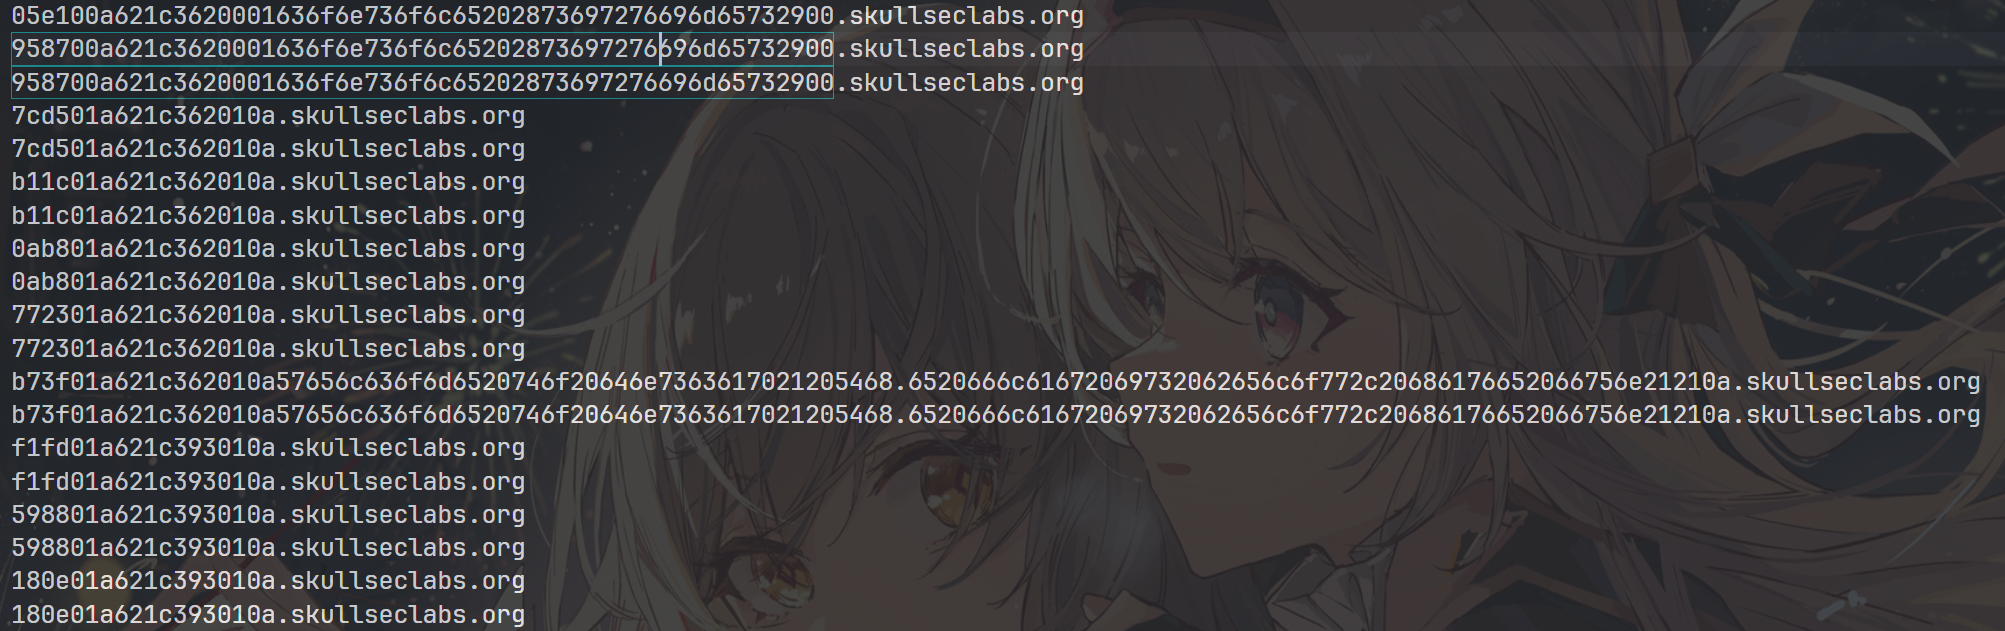 05e100a621c3620001636f6e736f6c65202873697276696d65732900.skullseclabs.org
958700a621c3620001636f6e736f6c65202873697276696d65732900.skullseclabs.org
958700a621c3620001636f6e736f6c65202873697276696d65732900.skullseclabs.org
7cd501a621c362010a.skullseclabs.org
7cd501a621c362010a.skullseclabs.org
b11c01a621c362010a.skullseclabs.org
b11c01a621c362010a.skullseclabs.org
0ab801a621c362010a.skullseclabs.org
0ab801a621c362010a.skullseclabs.org
772301a621c362010a.skullseclabs.org
772301a621c362010a.skullseclabs.org
b73f01a621c362010a57656c636f6d6520746f20646e7363617021205468.6520666c61672069732062656c6f772c20686176652066756e21210a.skullseclabs.org
b73f01a621c362010a57656c636f6d6520746f20646e7363617021205468.6520666c61672069732062656c6f772c20686176652066756e21210a.skullseclabs.org
f1fd01a621c393010a.skullseclabs.org
f1fd01a621c393010a.skullseclabs.org
598801a621c393010a.skullseclabs.org
598801a621c393010a.skullseclabs.org
180e01a621c393010a.skullseclabs.org
180e01a621c393010a.skullseclabs.org